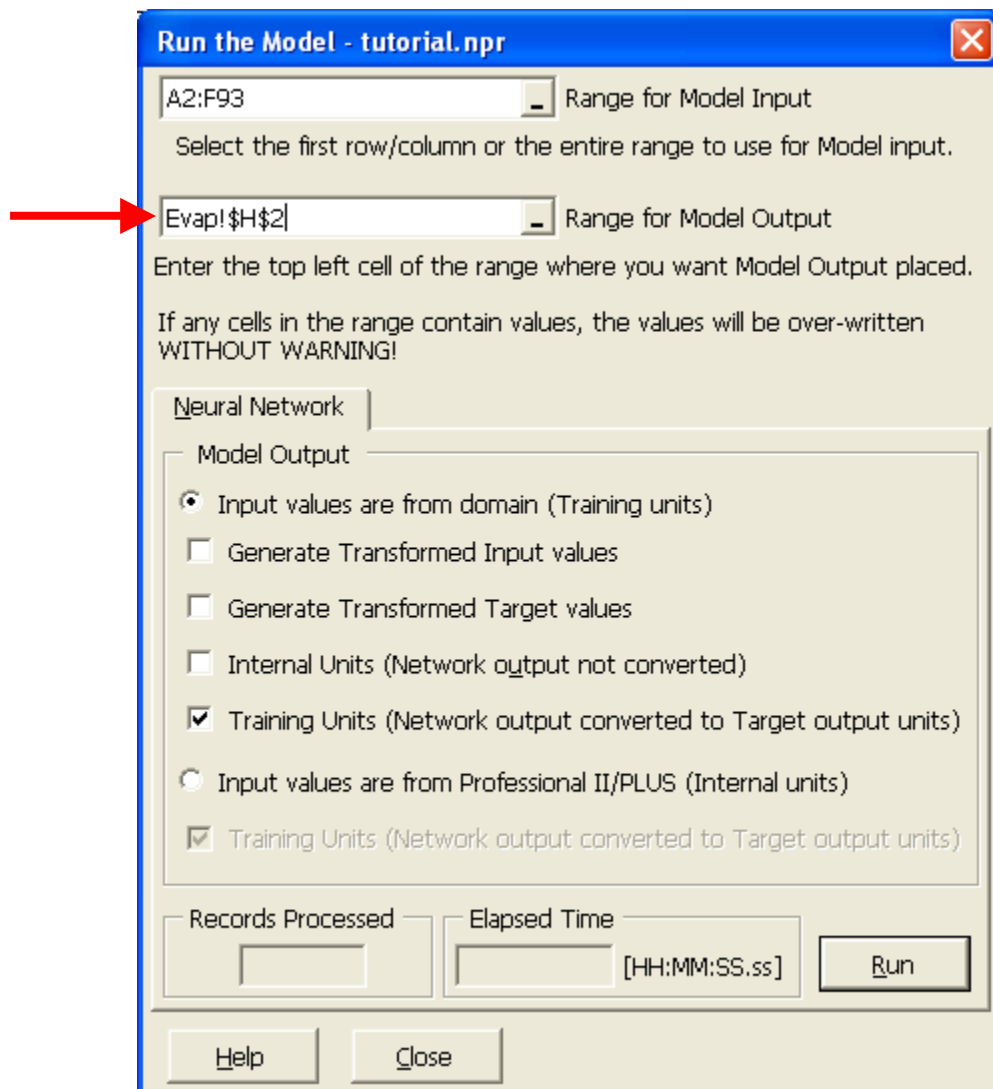 Run the Model - tutorial.npr
A2:F93
Range for Model Input
Select the first row/column or the entire range to use for Model input.
Evap!$H$2
Range for Model Output
Enter the top left cell of the range where you want Model Output placed.
If any cells in the range contain values, the values will be over-written
WITHOUT WARNING!
Neural Network
Model Output
Input values are from domain (Training units)
Generate Transformed Input values
Generate Transformed Target values
Internal Units (Network output not converted)
Training Units (Network output converted to Target output units)
Input values are from Professional II/PLUS (Internal units)
Training Units (Network output converted to Target output units)
Records Processed
Elapsed Time
[HH:MM:SS.ss]
Run
Help
Close